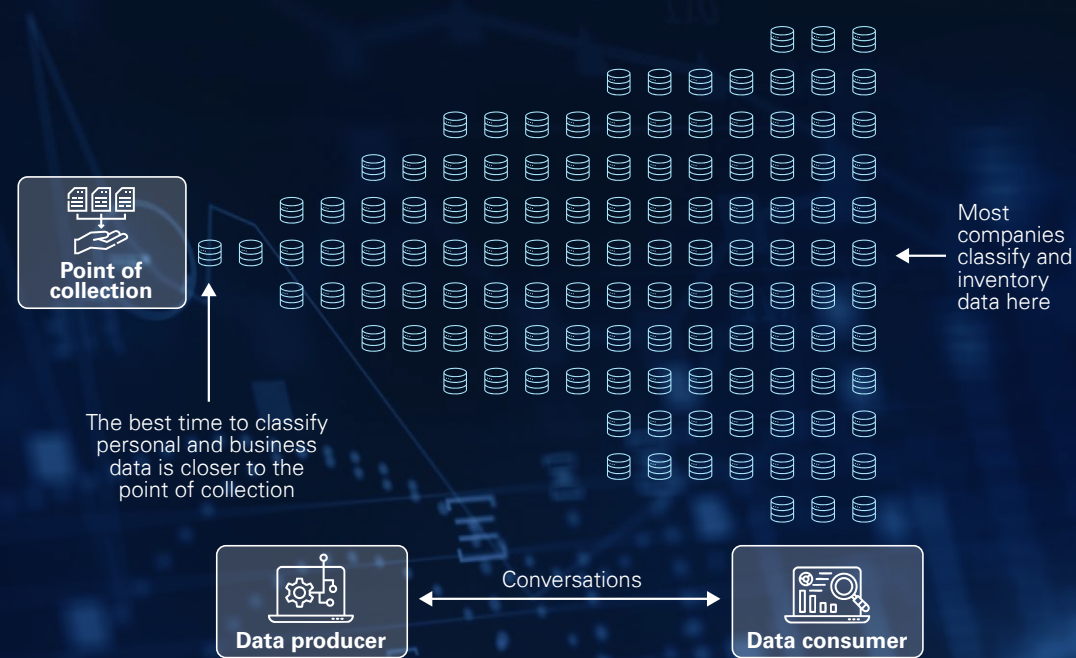 Point of
collection
Most
companies
classify and
inventory
data here
The best time to classify
personal and business
data is closer to the
point of collection
Conversations
Data producer
Data consumer